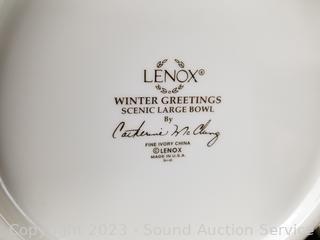 LENOX®
WINTER GREETINGS
SCENIC LARGE BOWL
By
Catherine McClung
FINE IVORY CHINA
©LENOX
MADE IN U.S.A.
Copyright 2023 - Sound Auction Service